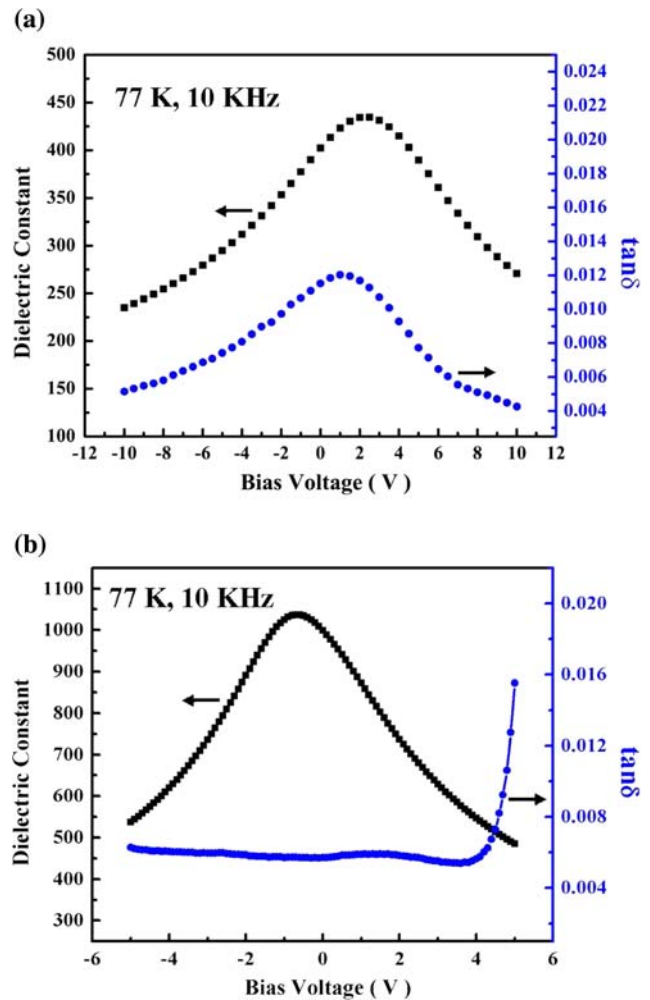 (a)
77 K, 10 KHz
500
450
400
350
300
250
200
150
100
Dielectric Constant
0.024
0.022
0.020
0.018
0.016
0.014
0.012
0.010
0.008
0.006
0.004
tanδ
-12 -10 -8 -6 -4 -2 0 2 4 6 8 10 12
Bias Voltage ( V )
(b)
77 K, 10 KHz
1100
1000
900
800
700
600
500
400
300
Dielectric Constant
0.020
0.016
0.012
0.008
0.004
tanδ
-6 -4 -2 0 2 4 6
Bias Voltage ( V )